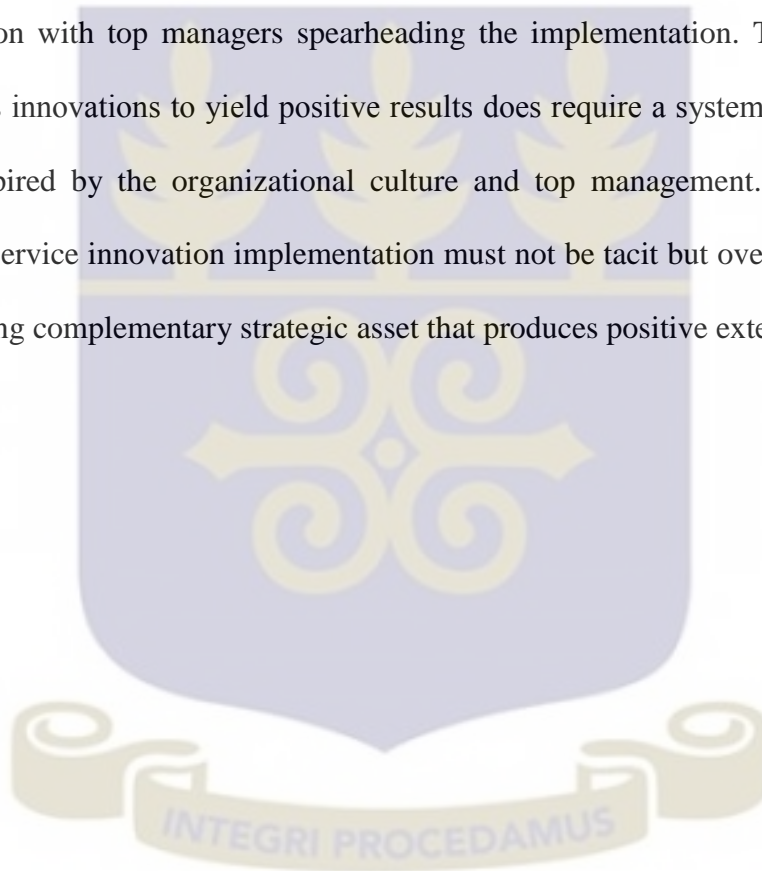 on with top managers spearheading the implementation. T
innovations to yield positive results does require a system
pired by the organizational culture and top management.
ervice innovation implementation must not be tacit but ove
ng complementary strategic asset that produces positive exte
INTEGRI PROCEDAMUS